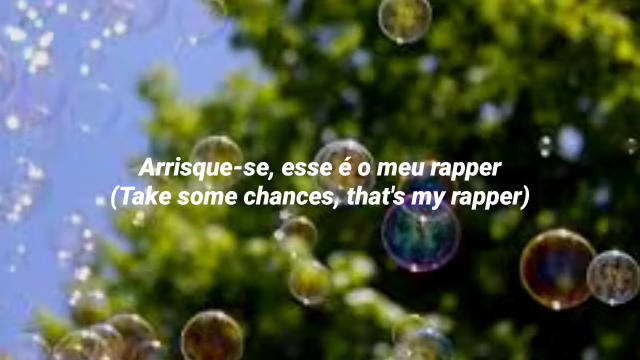 Arrisque-se, esse é o meu rapper
(Take some chances, that's my rapper)